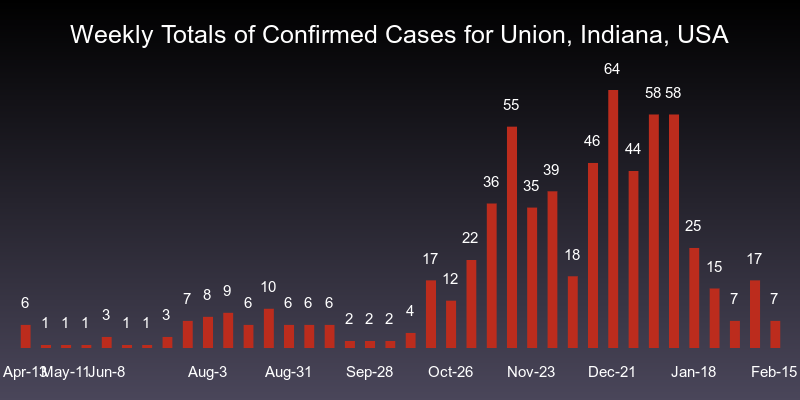 Weekly Totals of Confirmed Cases for Union, Indiana, USA
6 1 1 1 3 1 1 3 7 8 9 6 10 6 6 6 2 2 2 4 17 12 22 36 55 35 39 18 46 64 44 58 58 25 15 7 17 7
Apr-13 May-11 Jun-8 Aug-3 Aug-31 Sep-28 Oct-26 Nov-23 Dec-21 Jan-18 Feb-15